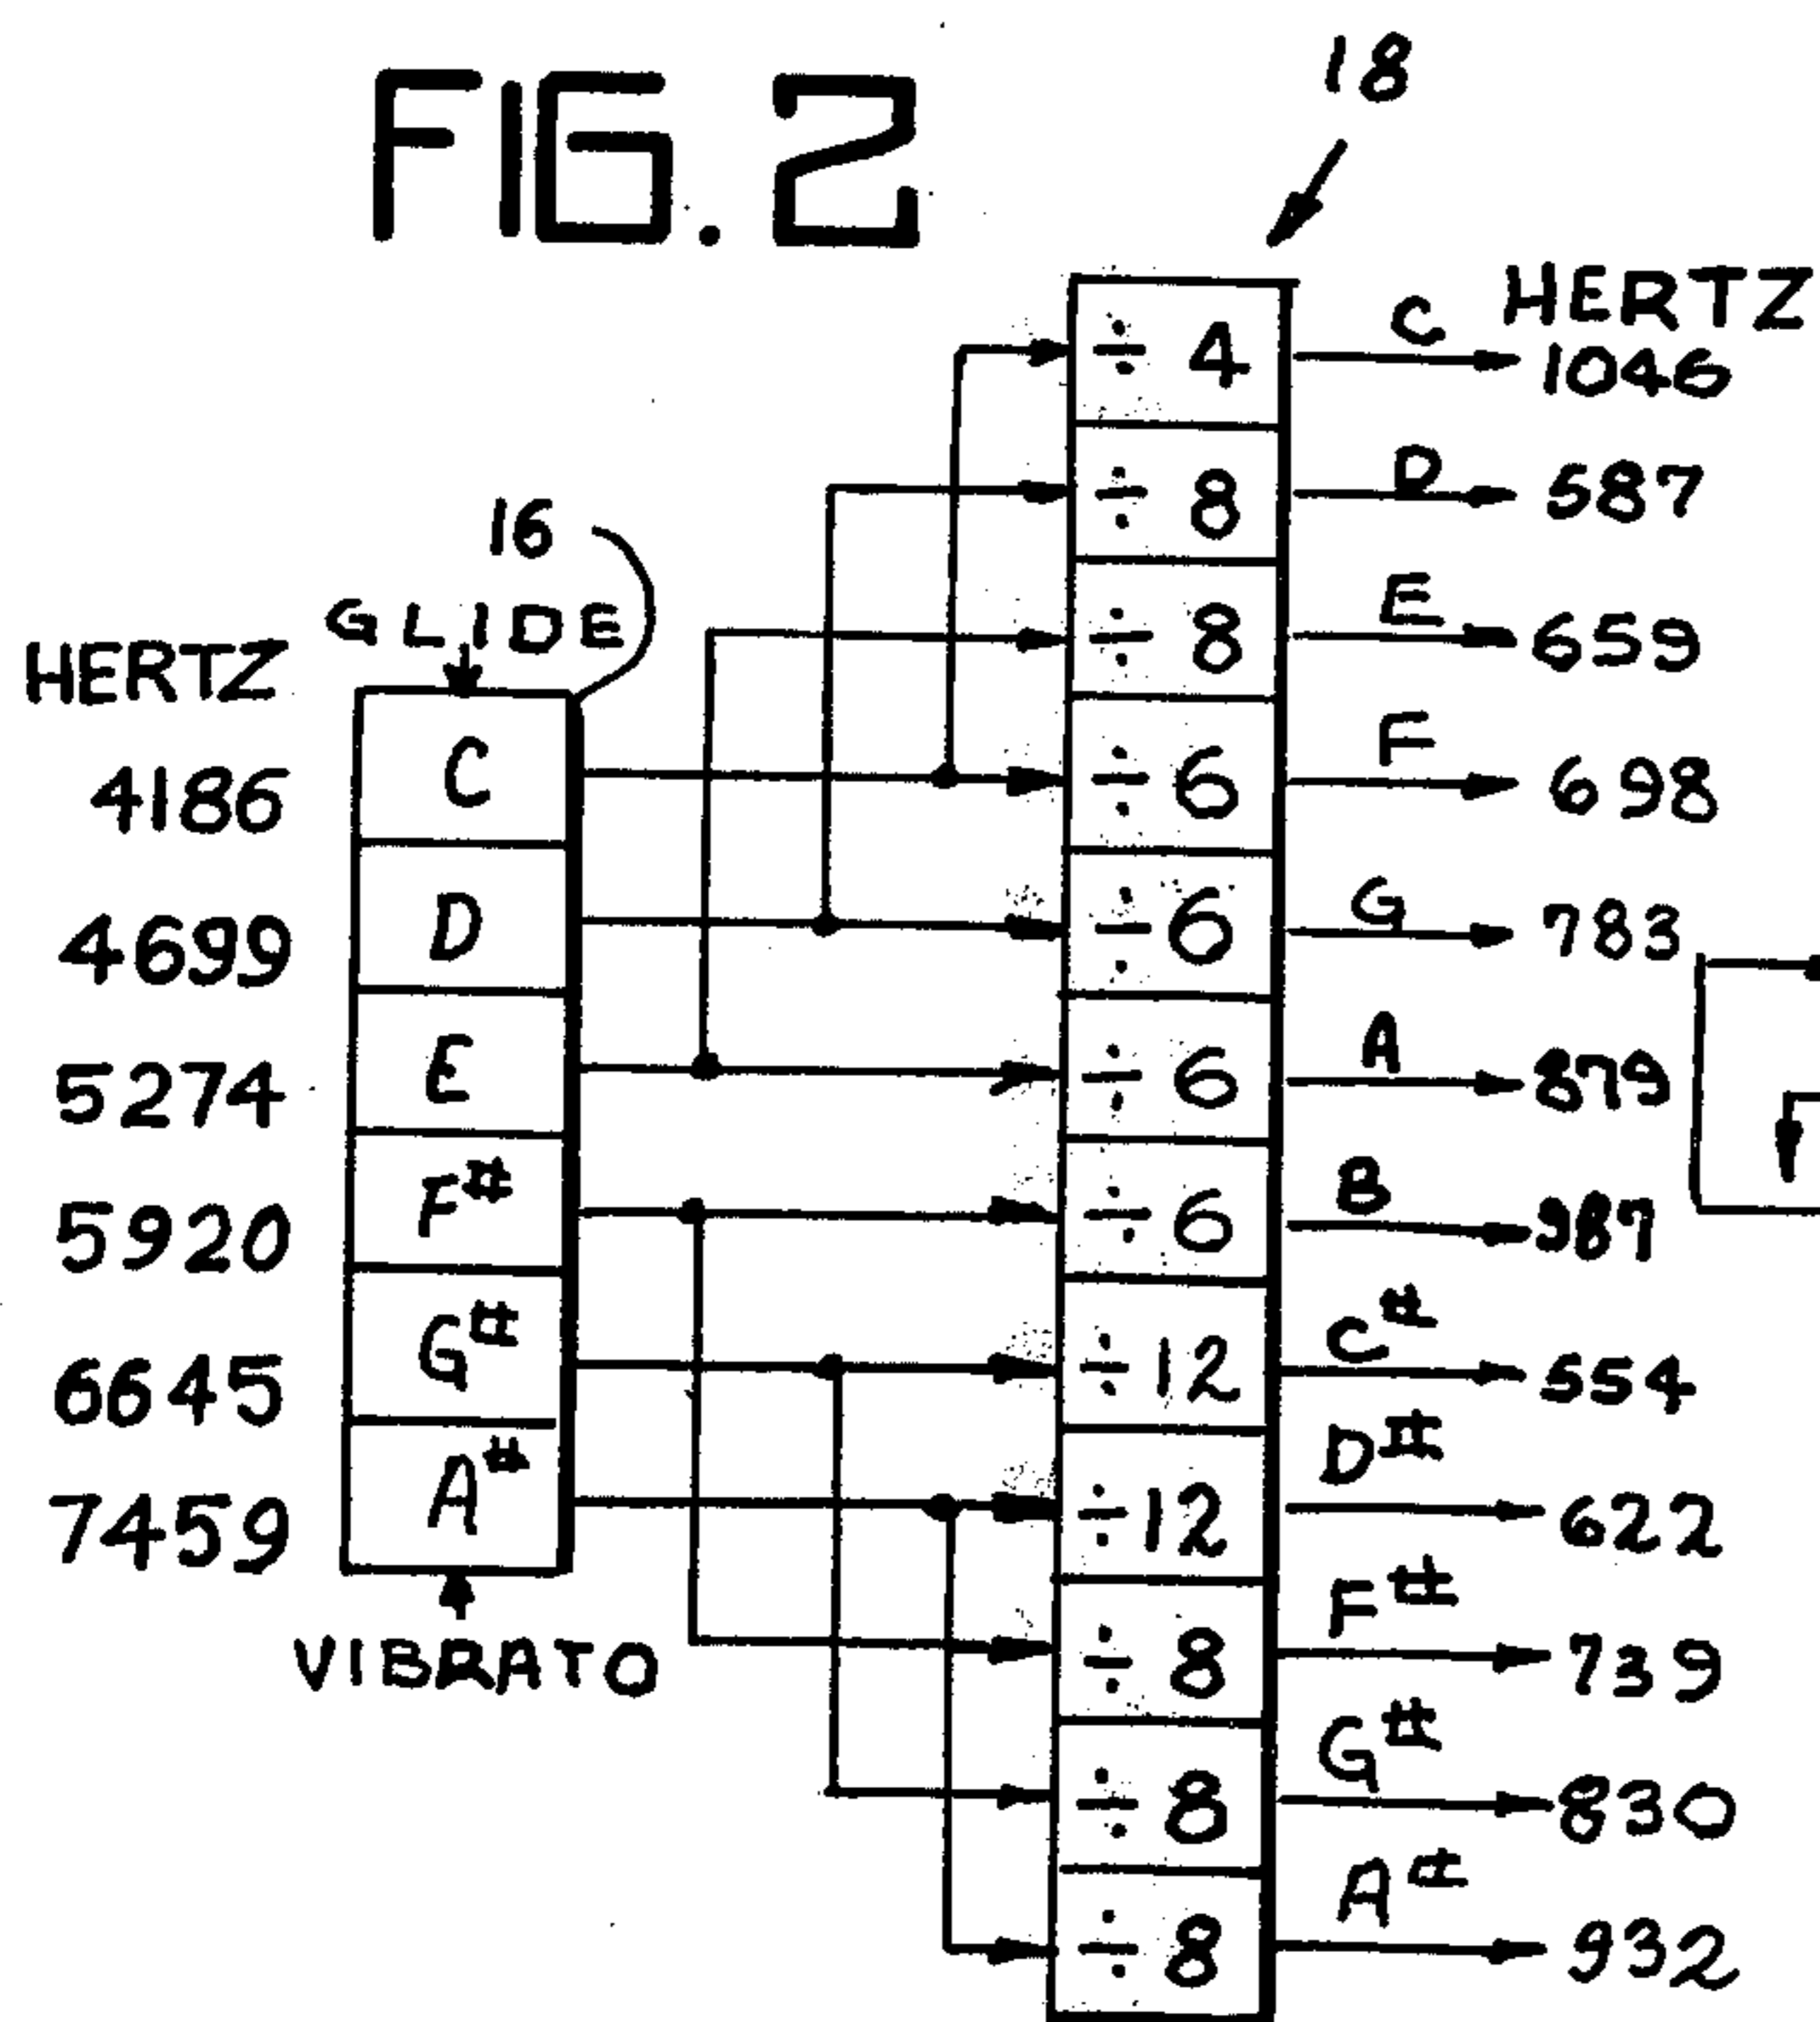 FIG. 2
18
HERTZ
÷ 4 C 1046
÷ 8 D 587
÷ 8 E 659
÷ 6 F 698
÷ 6 G 783
÷ 6 A 879
÷ 6 B 987
÷ 12 C# 554
÷ 12 D# 622
÷ 8 F# 739
÷ 8 G# 830
÷ 8 A# 932
16
GLIDE
HERTZ
4186 C
4699 D
5274 E
5920 F#
6645 G#
7459 A#
VIBRATO